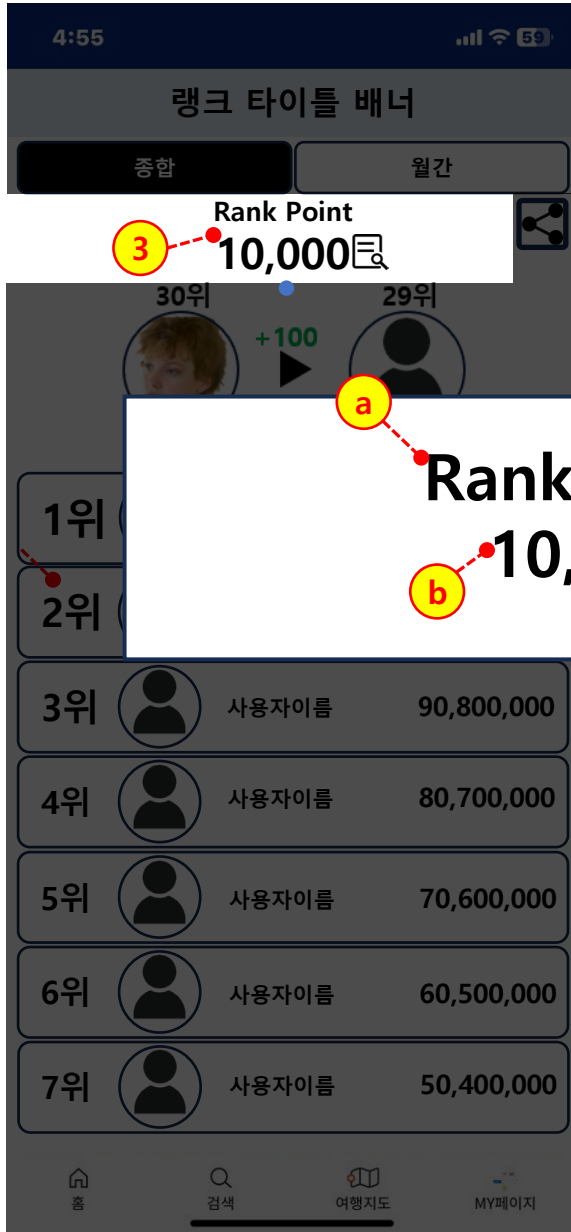 4:55
59
랭크 타이틀 배너
종합
월간
Rank Point
3
10,000
30위
29위
+100
a
Rank
1위
10,
b
2위
3위
사용자이름
90,800,000
4위
사용자이름
80,700,000
5위
사용자이름
70,600,000
6위
사용자이름
60,500,000
7위
사용자이름
50,400,000
홈
검색
여행지도
MY페이지